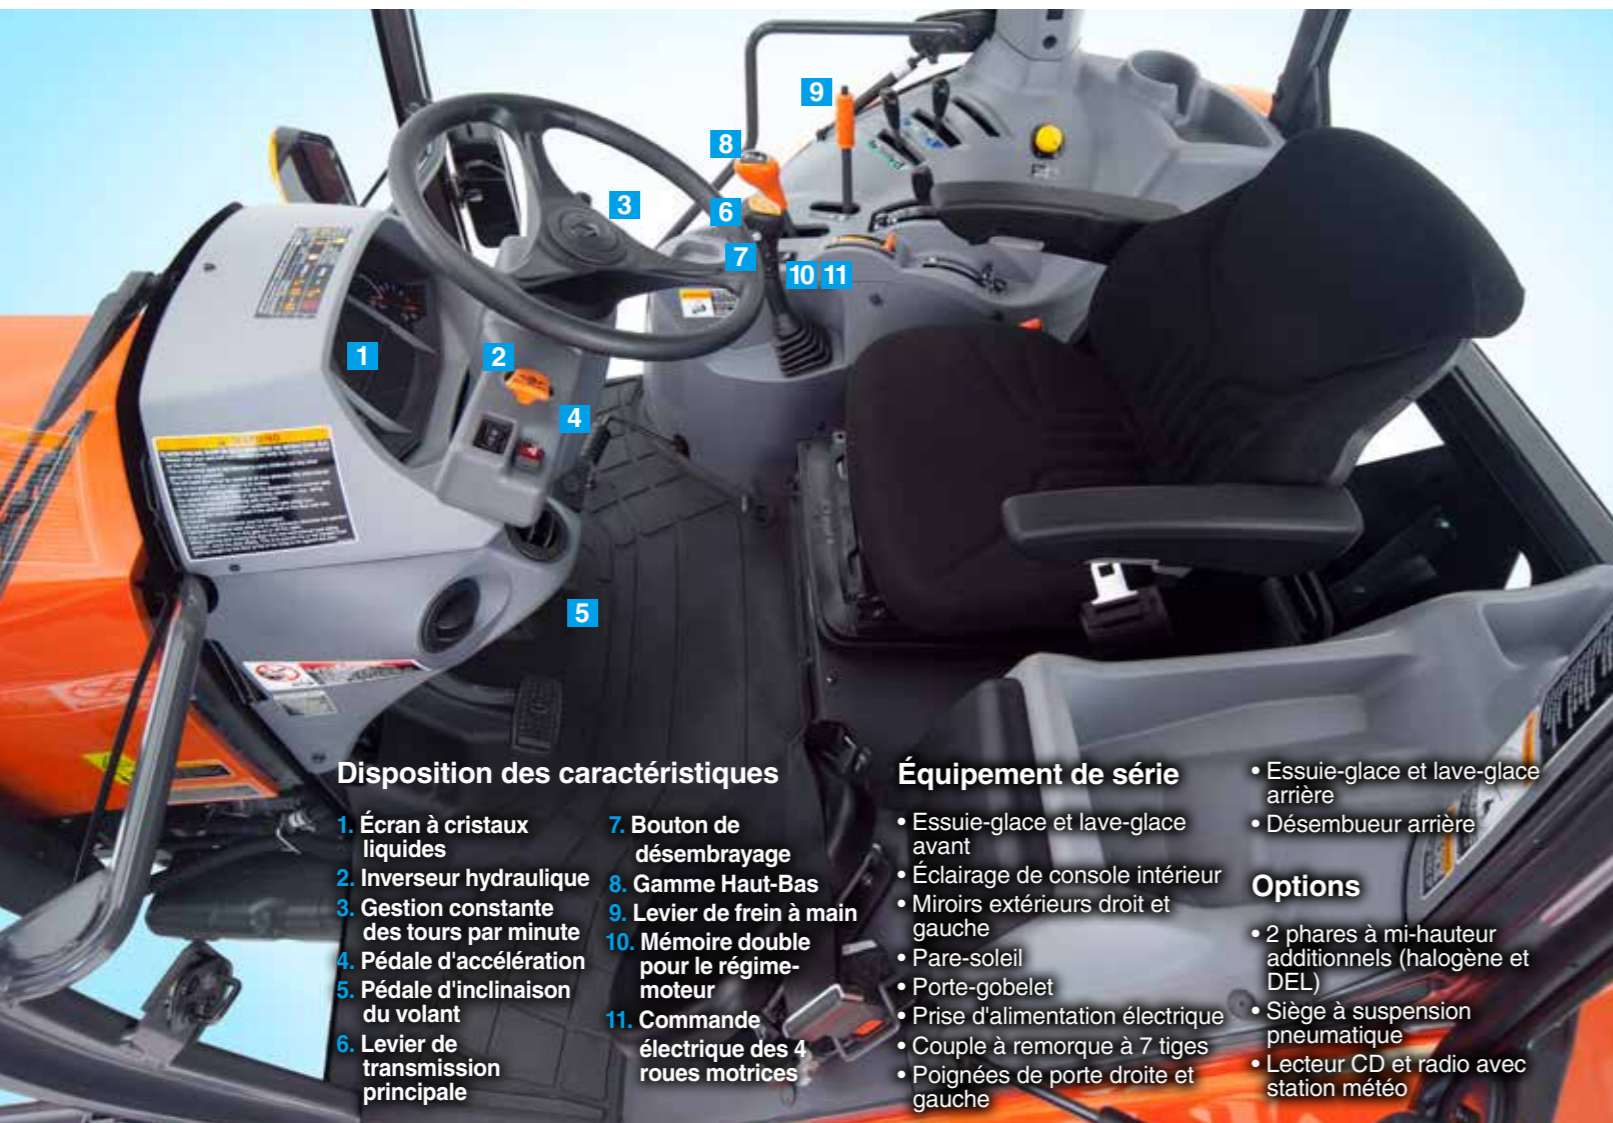 9
8
3
6
7
10 11
1
2
4
5
Disposition des caractéristiques
1. Écran à cristaux
liquides
2. Inverseur hydraulique
3. Gestion constante
des tours par minute
4. Pédale d'accélération
5. Pédale d'inclinaison
du volant
6. Levier de
transmission
principale
7. Bouton de
désembrayage
8. Gamme Haut-Bas
9. Levier de frein à main
10. Mémoire double
pour le régime-
moteur
11. Commande
électrique des 4
roues motrices
Équipement de série
• Essuie-glace et lave-glace
avant
• Éclairage de console intérieur
• Miroirs extérieurs droit et
gauche
• Pare-soleil
• Porte-gobelet
• Prise d'alimentation électrique
• Couple à remorque à 7 tiges
• Poignées de porte droite et
gauche
• Essuie-glace et lave-glace
arrière
• Désembueur arrière
Options
• 2 phares à mi-hauteur
additionnels (halogène et
DEL)
• Siège à suspension
pneumatique
• Lecteur CD et radio avec
station météo